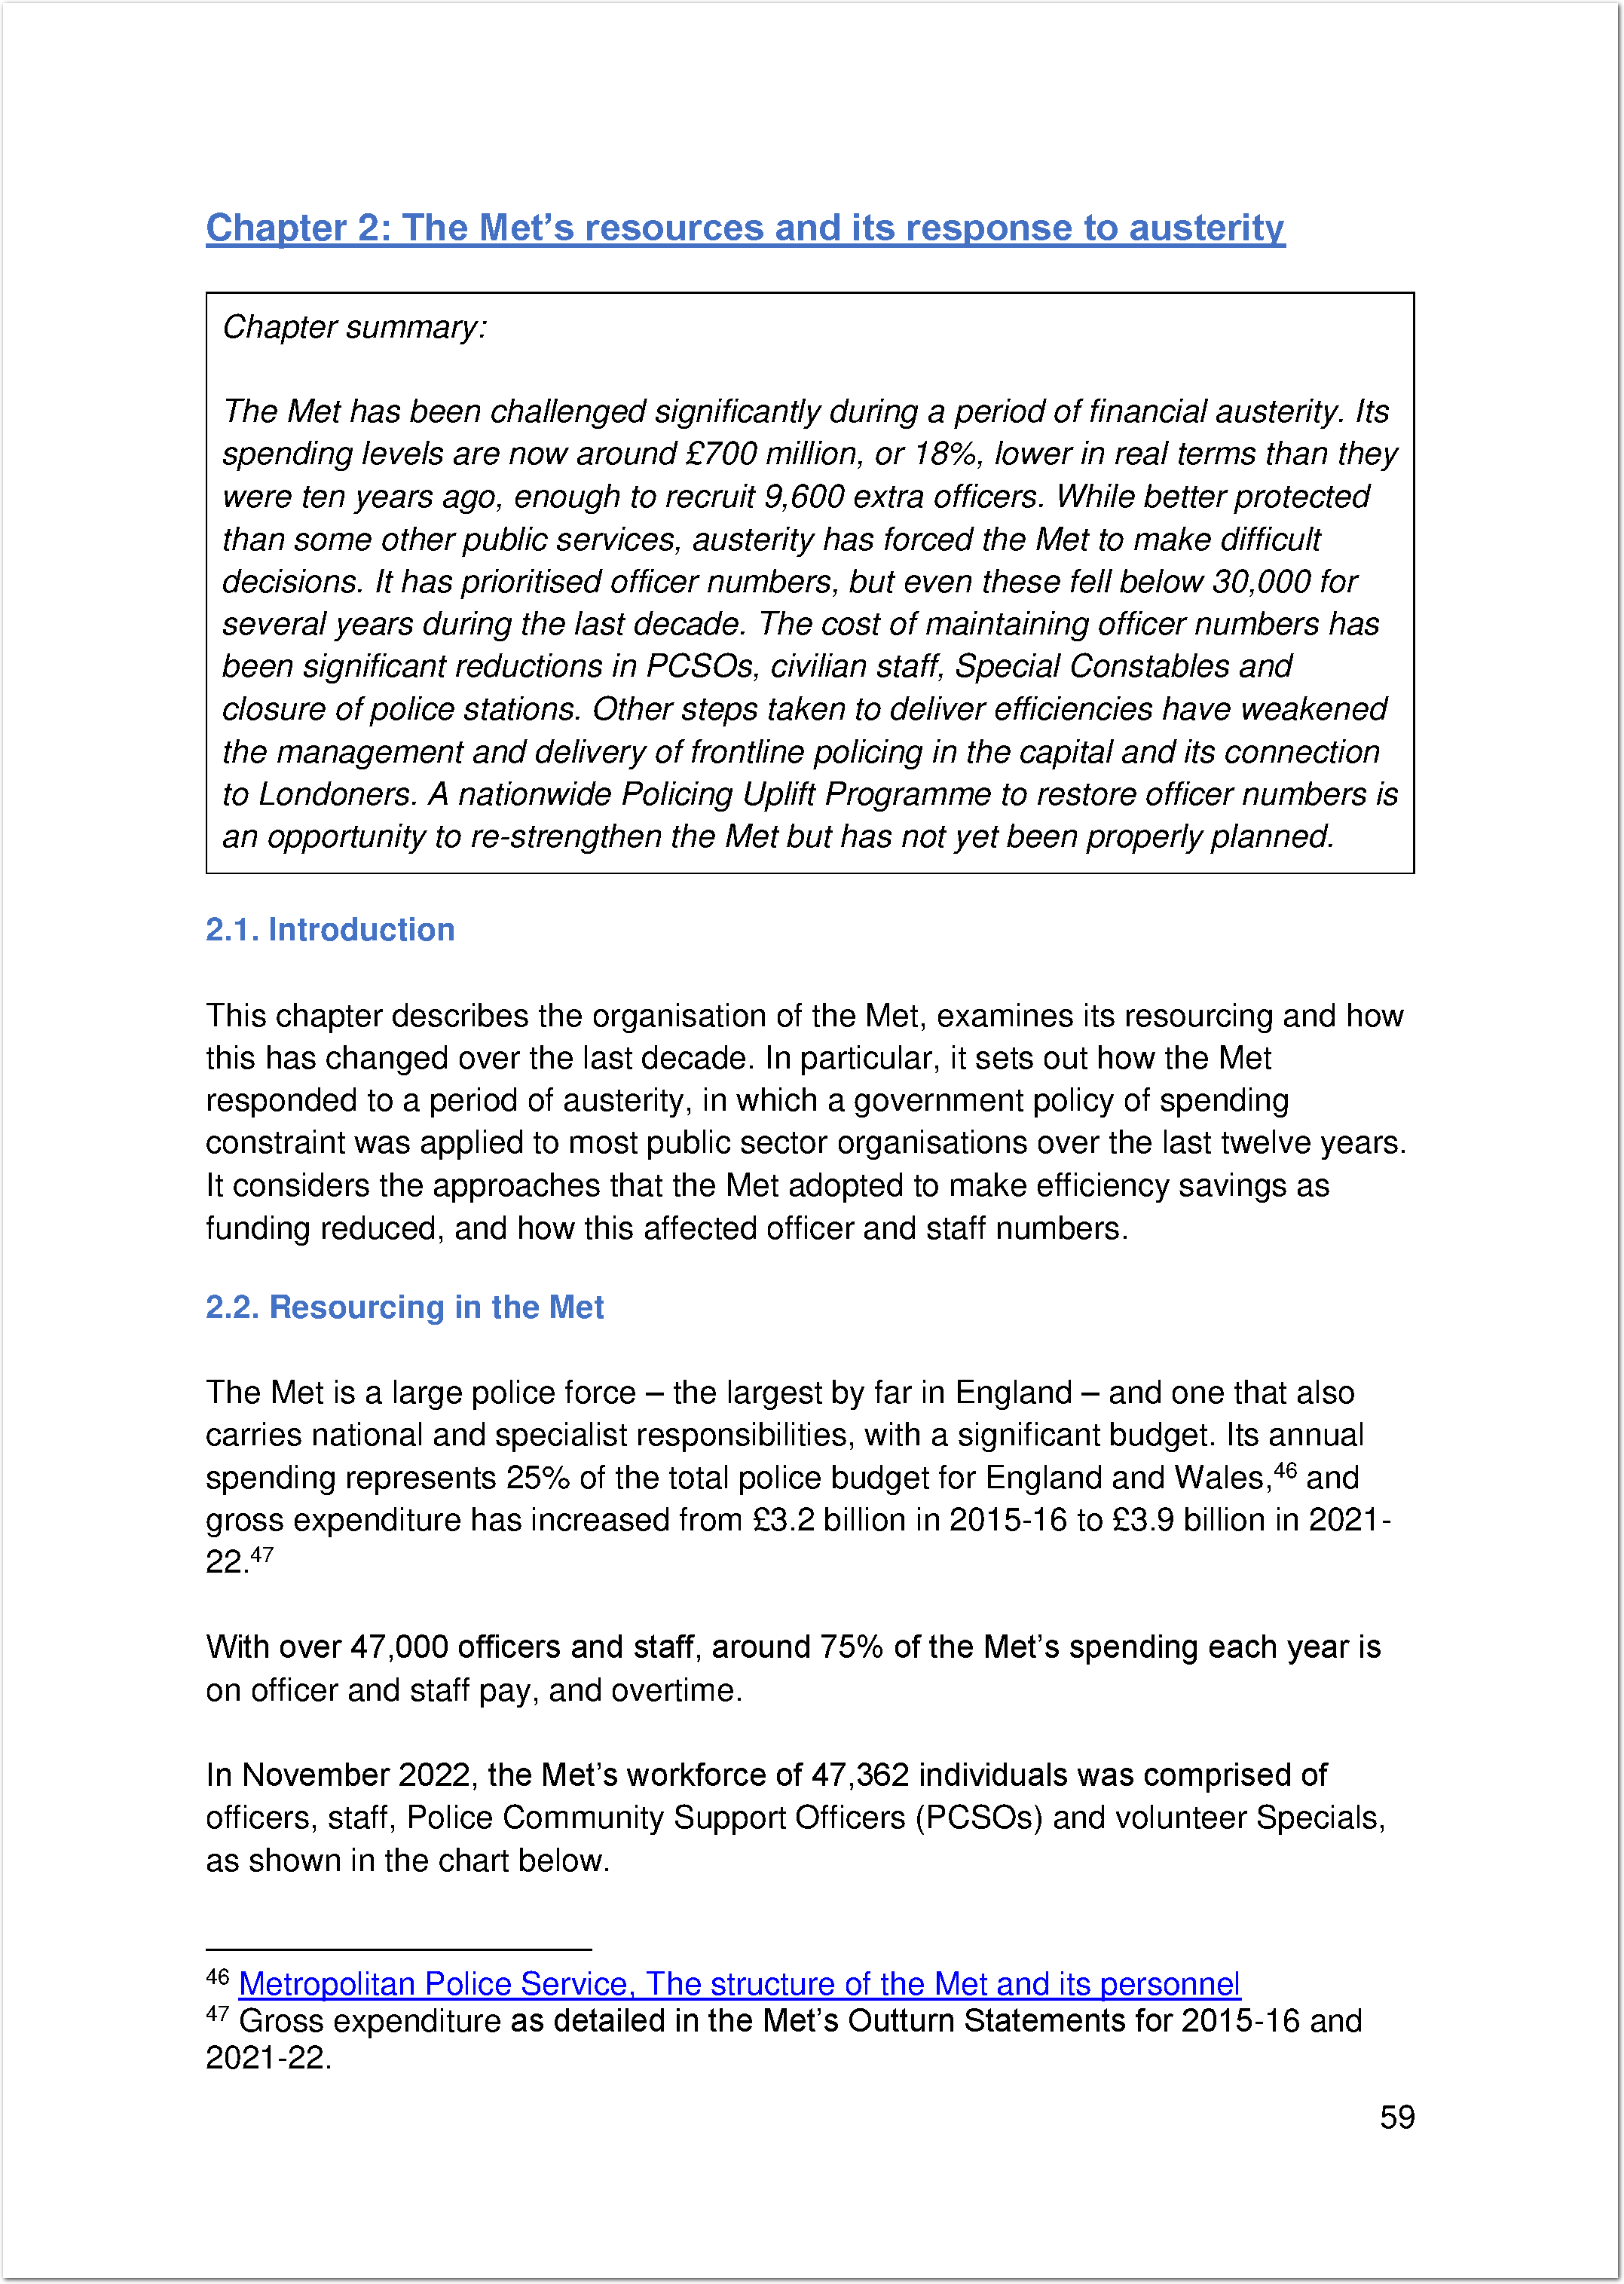 Chapter 2: The Met’s resources and its response to austerity
Chapter summary:
The Met has been challenged significantly during a period of financial austerity. Its
spending levels are now around £700 million, or 18%, lower in real terms than they
were ten years ago, enough to recruit 9,600 extra officers. While better protected
than some other public services, austerity has forced the Met to make difficult
decisions. It has prioritised officer numbers, but even these fell below 30,000 for
several years during the last decade. The cost of maintaining officer numbers has
been significant reductions in PCSOs, civilian staff, Special Constables and
closure of police stations. Other steps taken to deliver efficiencies have weakened
the management and delivery of frontline policing in the capital and its connection
to Londoners. A nationwide Policing Uplift Programme to restore officer numbers is
an opportunity to re-strengthen the Met but has not yet been properly planned.
2.1. Introduction
This chapter describes the organisation of the Met, examines its resourcing and how
this has changed over the last decade. In particular, it sets out how the Met
responded to a period of austerity, in which a government policy of spending
constraint was applied to most public sector organisations over the last twelve years.
It considers the approaches that the Met adopted to make efficiency savings as
funding reduced, and how this affected officer and staff numbers.
2.2. Resourcing in the Met
The Met is a large police force – the largest by far in England – and one that also
carries national and specialist responsibilities, with a significant budget. Its annual
spending represents 25% of the total police budget for England and Wales,46 and
gross expenditure has increased from £3.2 billion in 2015-16 to £3.9 billion in 2021-
22.47
With over 47,000 officers and staff, around 75% of the Met’s spending each year is
on officer and staff pay, and overtime.
In November 2022, the Met’s workforce of 47,362 individuals was comprised of
officers, staff, Police Community Support Officers (PCSOs) and volunteer Specials,
as shown in the chart below.
46 Metropolitan Police Service, The structure of the Met and its personnel
47 Gross expenditure as detailed in the Met’s Outturn Statements for 2015-16 and
2021-22.
59